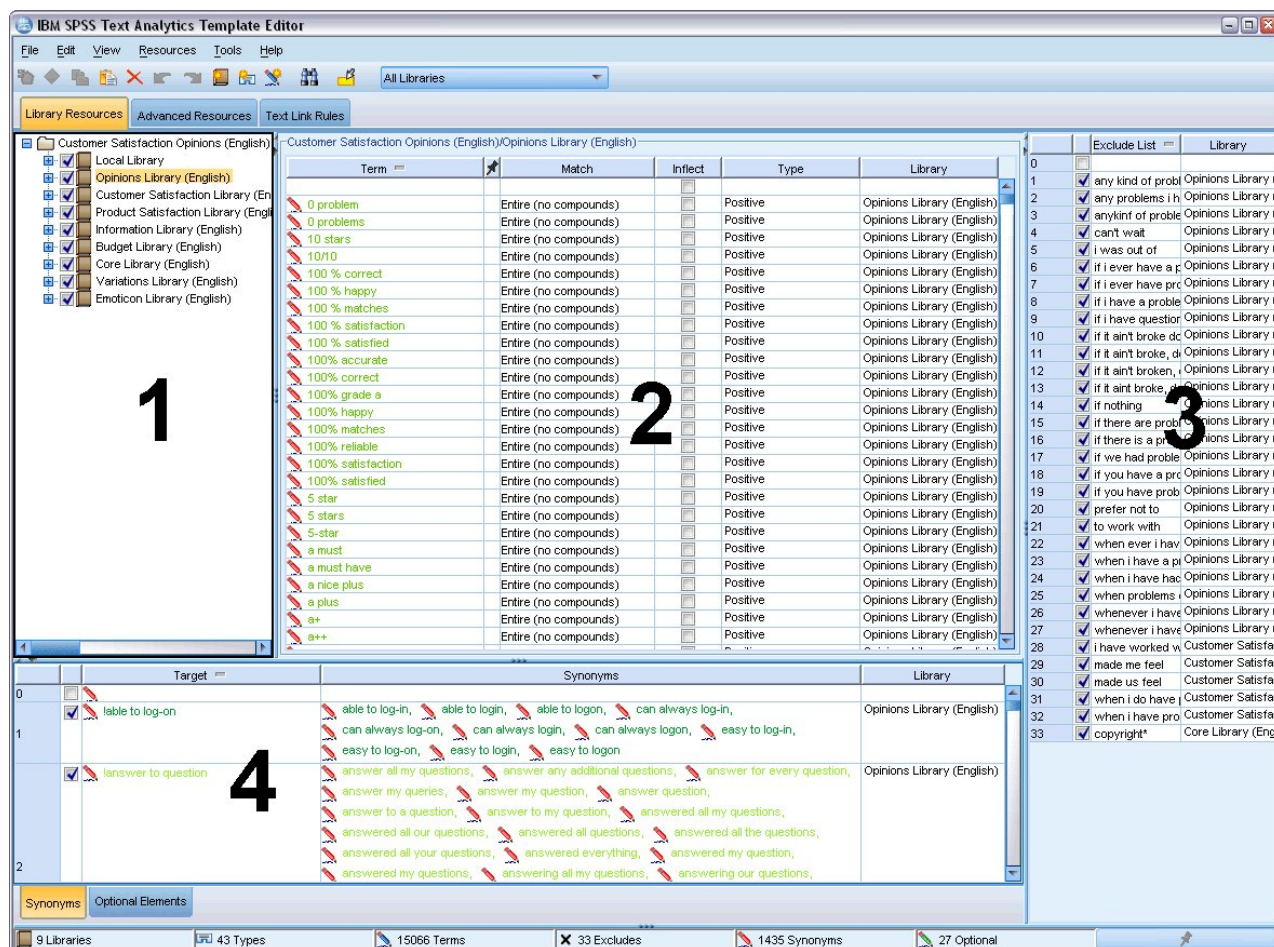 IBM SPSS Text Analytics Template Editor
File Edit View Resources Tools Help
All Libraries
Library Resources Advanced Resources Text Link Rules
Customer Satisfaction Opinions (English)
Local Library
Opinions Library (English)
Customer Satisfaction Library (En
Product Satisfaction Library (Engli
Information Library (English)
Budget Library (English)
Core Library (English)
Variations Library (English)
Emoticon Library (English)
1
Customer Satisfaction Opinions (English)/Opinions Library (English)
Term Match Inflect Type Library
0 problem Entire (no compounds) Positive Opinions Library (English)
0 problems Entire (no compounds) Positive Opinions Library (English)
10 stars Entire (no compounds) Positive Opinions Library (English)
10/10 Entire (no compounds) Positive Opinions Library (English)
100 % correct Entire (no compounds) Positive Opinions Library (English)
100 % happy Entire (no compounds) Positive Opinions Library (English)
100 % matches Entire (no compounds) Positive Opinions Library (English)
100 % satisfaction Entire (no compounds) Positive Opinions Library (English)
100 % satisfied Entire (no compounds) Positive Opinions Library (English)
100% accurate Entire (no compounds) Positive Opinions Library (English)
100% correct Entire (no compounds) Positive Opinions Library (English)
100% grade a Entire (no compounds) Positive Opinions Library (English)
100% happy Entire (no compounds) Positive Opinions Library (English)
100% matches Entire (no compounds) Positive Opinions Library (English)
100% reliable Entire (no compounds) Positive Opinions Library (English)
100% satisfaction Entire (no compounds) Positive Opinions Library (English)
100% satisfied Entire (no compounds) Positive Opinions Library (English)
5 star Entire (no compounds) Positive Opinions Library (English)
5 stars Entire (no compounds) Positive Opinions Library (English)
5-star Entire (no compounds) Positive Opinions Library (English)
a must Entire (no compounds) Positive Opinions Library (English)
a must have Entire (no compounds) Positive Opinions Library (English)
a nice plus Entire (no compounds) Positive Opinions Library (English)
a plus Entire (no compounds) Positive Opinions Library (English)
a+ Entire (no compounds) Positive Opinions Library (English)
a++ Entire (no compounds) Positive Opinions Library (English)
2
Exclude List Library
0
1 any kind of probl Opinions Library
2 any problems i h Opinions Library
3 anykinf of proble Opinions Library
4 can't wait Opinions Library
5 i was out of Opinions Library
6 if i ever have a p Opinions Library
7 if i ever have pro Opinions Library
8 if i have a proble Opinions Library
9 if i have question Opinions Library
10 if it ain't broke do Opinions Library
11 if it ain't broke, d Opinions Library
12 if it ain't broken, Opinions Library
13 if it aint broke, Opinions Library
14 if nothing Opinions Library
15 if there are prob Opinions Library
16 if there is a pr Opinions Library
17 if we had proble Opinions Library
18 if you have a pro Opinions Library
19 if you have prob Opinions Library
20 prefer not to Opinions Library
21 to work with Opinions Library
22 when ever i hav Opinions Library
23 when i have a p Opinions Library
24 when i have had Opinions Library
25 when problems Opinions Library
26 whenever i have Opinions Library
27 whenever i have Opinions Library
28 i have worked w Customer Satisfa
29 made me feel Customer Satisfa
30 made us feel Customer Satisfa
31 when i do have Customer Satisfa
32 when i have pro Customer Satisfa
33 copyright* Core Library (Eng
3
Target Synonyms Library
0
1 !able to log-on able to log-in, able to login, able to logon, can always log-in, Opinions Library (English)
can always log-on, can always login, can always logon, easy to log-in,
easy to log-on, easy to login, easy to logon
2 !answer to question answer all my questions, answer any additional questions, answer for every question, Opinions Library (English)
answer my queries, answer my question, answer question,
answer to a question, answer to my question, answered all my questions,
answered all our questions, answered all questions, answered all the questions,
answered all your questions, answered everything, answered my question,
answered my questions, answering all my questions, answering our questions,
4
Synonyms Optional Elements
9 Libraries 43 Types 15066 Terms 33 Excludes 1435 Synonyms 27 Optional